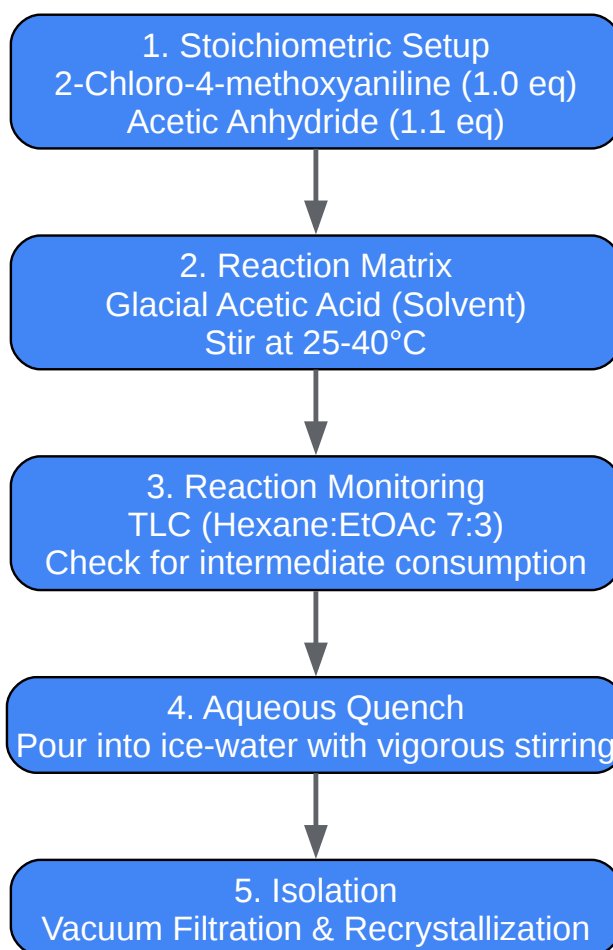 1. Stoichiometric Setup
2-Chloro-4-methoxyaniline (1.0 eq)
Acetic Anhydride (1.1 eq)
2. Reaction Matrix
Glacial Acetic Acid (Solvent)
Stir at 25-40°C
3. Reaction Monitoring
TLC (Hexane:EtOAc 7:3)
Check for intermediate consumption
4. Aqueous Quench
Pour into ice-water with vigorous stirring
5. Isolation
Vacuum Filtration & Recrystallization